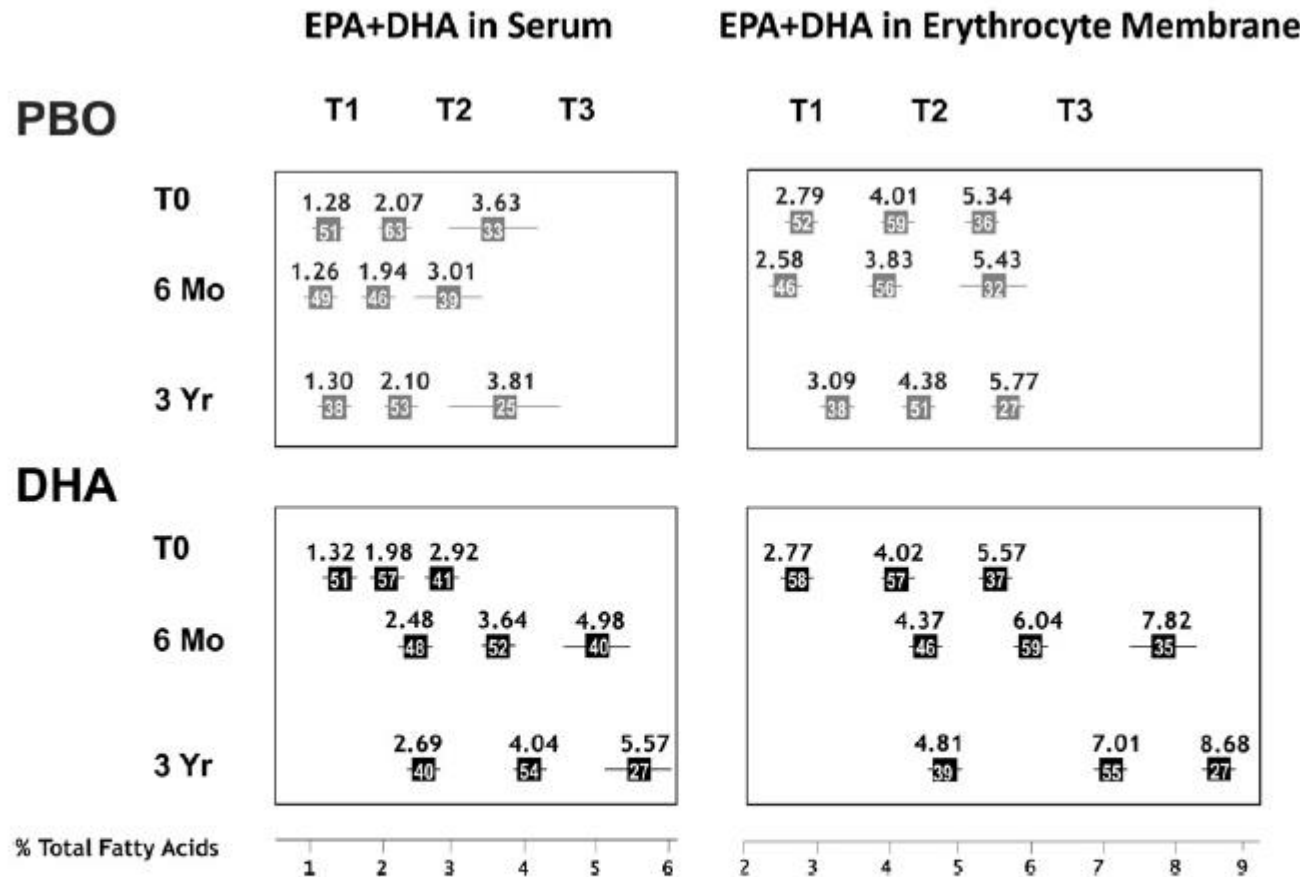 EPA+DHA in Serum EPA+DHA in Erythrocyte Membrane
PBO T1 T2 T3 T1 T2 T3
T0 1.28 2.07 3.63 2.79 4.01 5.34
51 63 33 52 59 36
6 Mo 1.26 1.94 3.01 2.58 3.83 5.43
49 46 39 46 56 32
3 Yr 1.30 2.10 3.81 3.09 4.38 5.77
38 53 25 38 51 27
DHA
T0 1.32 1.98 2.92 2.77 4.02 5.57
51 57 41 58 57 37
6 Mo 2.48 3.64 4.98 4.37 6.04 7.82
48 52 40 46 59 35
3 Yr 2.69 4.04 5.57 4.81 7.01 8.68
40 54 27 39 55 27
% Total Fatty Acids
1 2 3 4 5 6 2 3 4 5 6 7 8 9